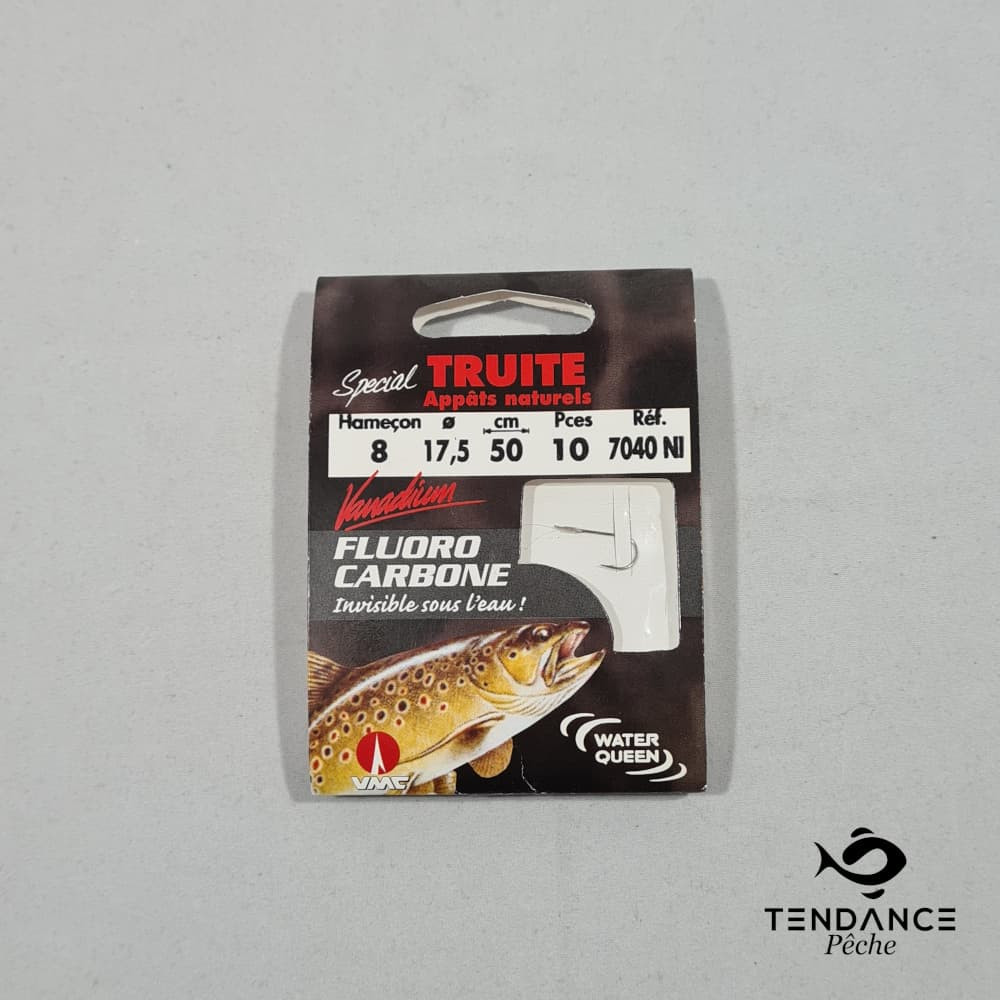 Special TRUITE
Appâts naturels
Hameçon ø cm Pces Réf.
8 17,5 50 10 7040 NI
Vanadium
FLUORO
CARBONE
Invisible sous l'eau !
WATER
QUEEN
VMC
TENDANCE
Pêche